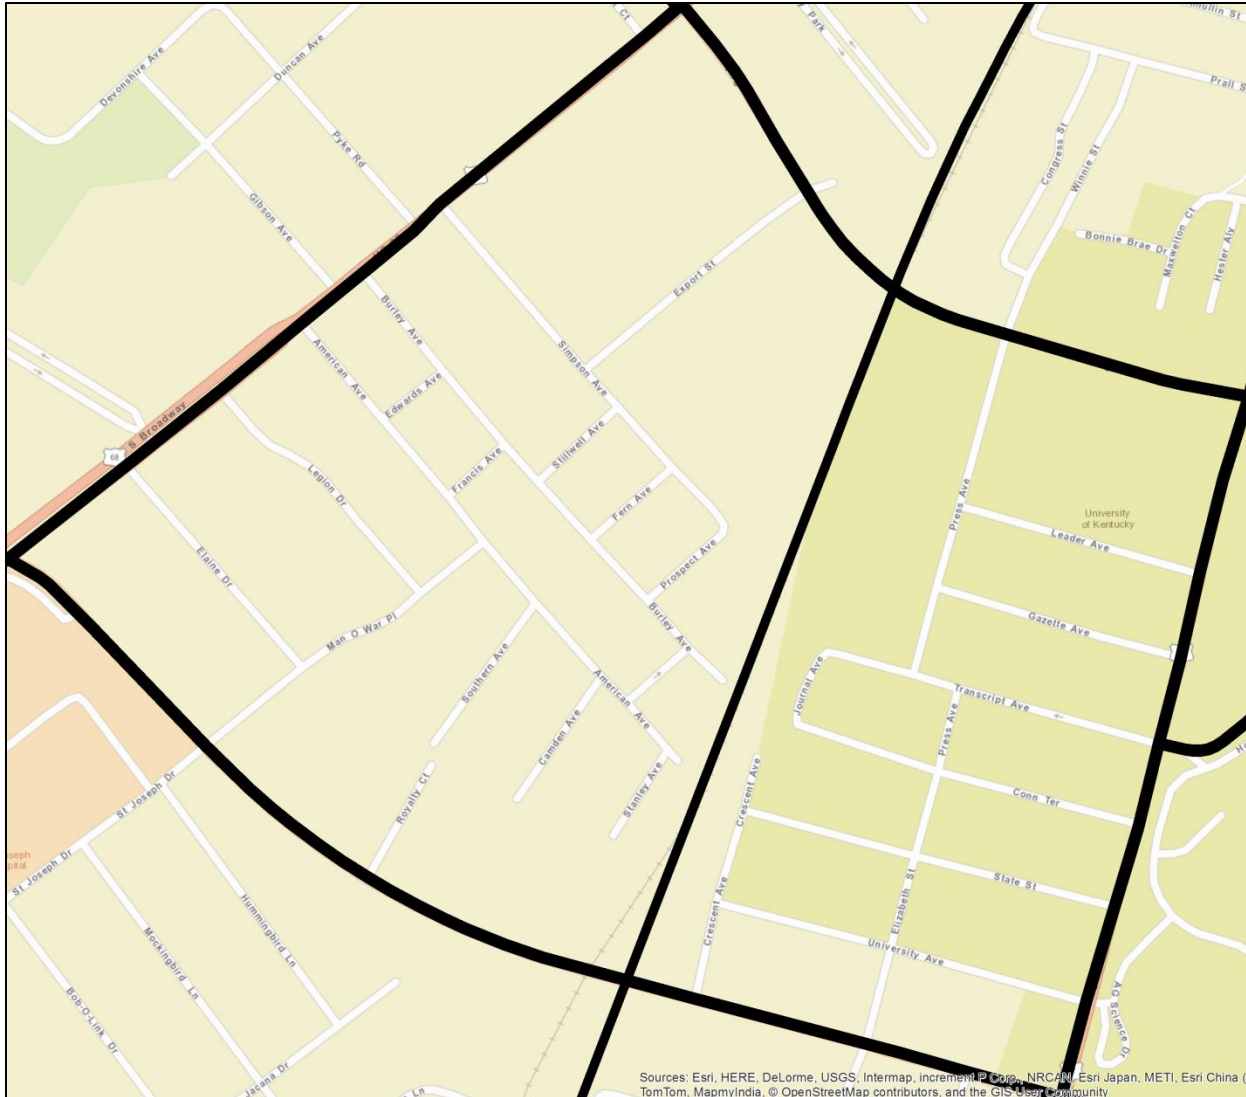 Ct
Park
mullin St
Prall S
Devonshire Ave
Duncan Ave
Pyke Rd
Congress St
Winnie St
Gibson Ave
Bonnie Brae Dr
Maxwelton Ct
Hester Aly
Export St
Burley Ave
American Ave
Simpson Ave
Edwards Ave
S Broadway
68
Stillwell Ave
Francis Ave
Legion Dr
Fern Ave
Press Ave
University
of Kentucky
Leader Ave
Elaine Dr
Prospect Ave
Burley Ave
Gazette Ave
Man O War Pl
Southern Ave
American Ave
Journal Ave
Transcript Ave
Press Ave
Camden Ave
St Joseph Dr
Royalty Ct
Stanley Ave
Crescent Ave
Conn Ter
Ho
oseph
pital
St Joseph Dr
State St
Hummingbird Ln
Mockingbird Ln
Crescent Ave
Elizabeth St
University Ave
Bob-O-Link Dr
AG Science Dr
Jacana Dr
Ln
Sources: Esri, HERE, DeLorme, USGS, Intermap, increment P Corp., NRCAN, Esri Japan, METI, Esri China (
TomTom, MapmyIndia, © OpenStreetMap contributors, and the GIS User Community